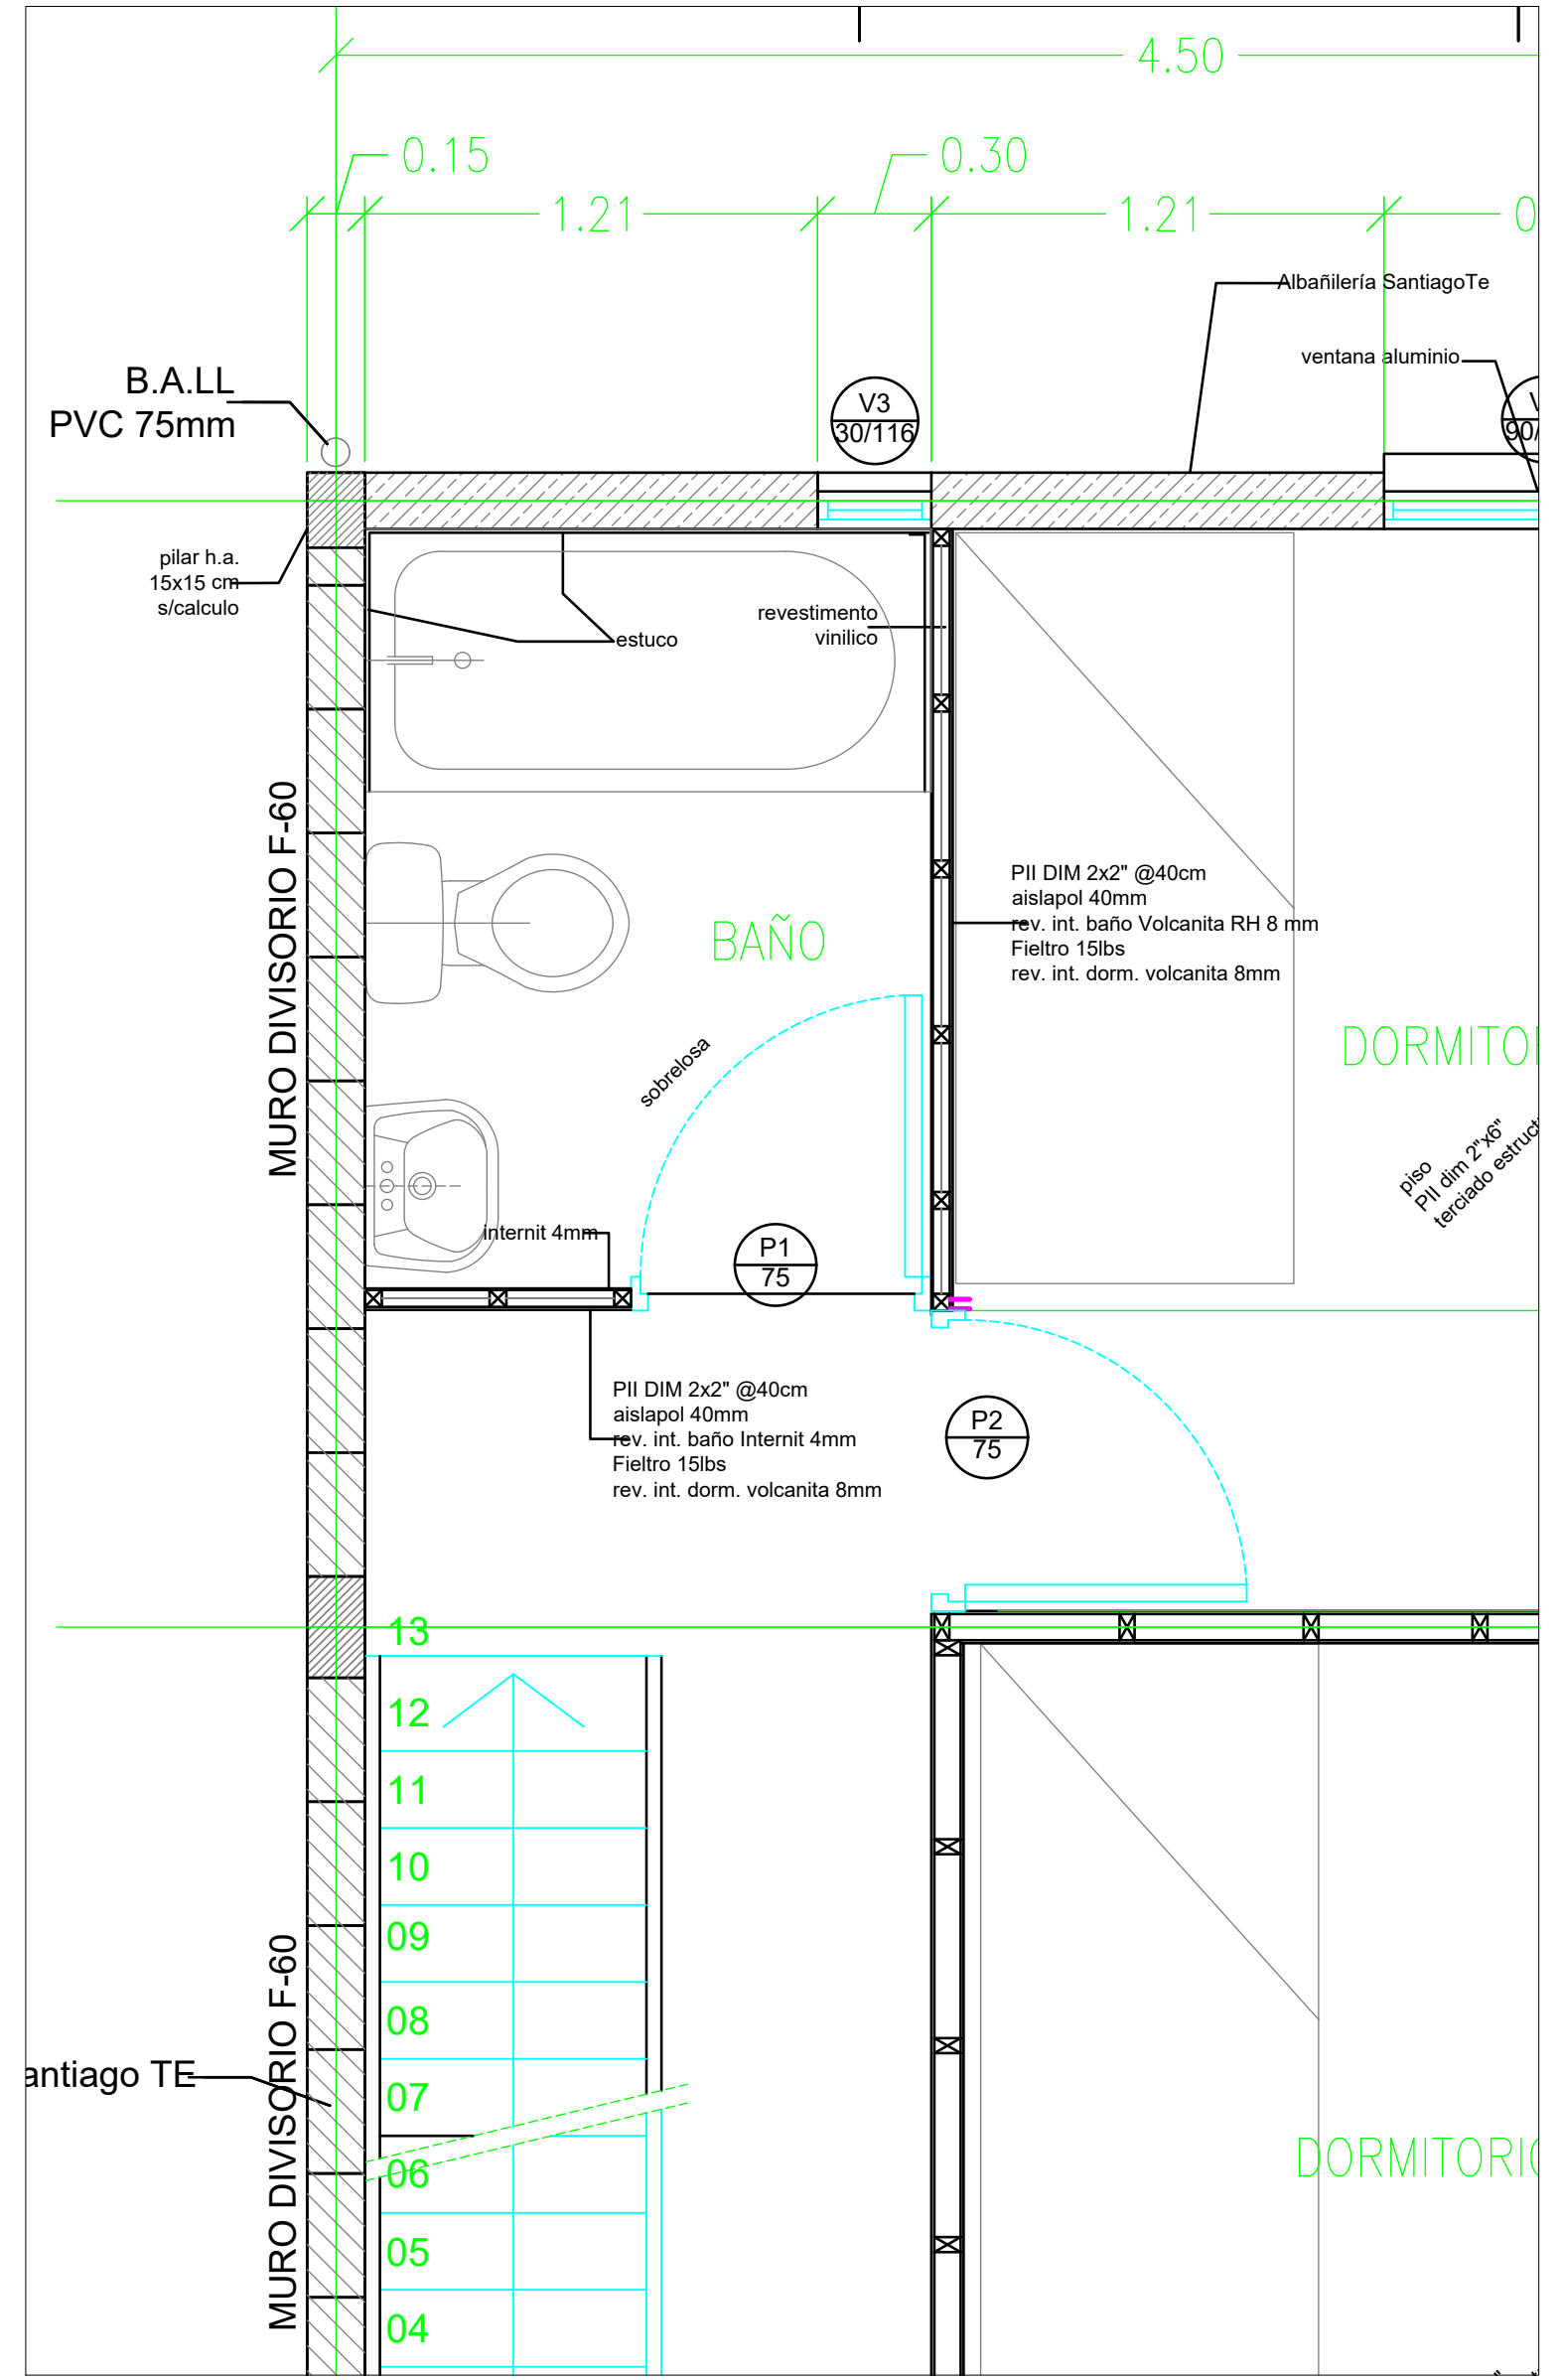 4.50
0.15
0.30
1.21
1.21
0
Albañilería SantiagoTe
ventana aluminio
B.A.LL
PVC 75mm
V3
30/116
V
90/
pilar h.a.
15x15 cm
s/calculo
estuco
revestimento
vinilico
MURO DIVISORIO F-60
PII DIM 2x2" @40cm
aislapol 40mm
rev. int. baño Volcanita RH 8 mm
Fieltro 15lbs
rev. int. dorm. volcanita 8mm
BAÑO
DORMITOR
sobrelosa
piso
PII dim 2"x6"
terciado estruct
internit 4mm
P1
75
PII DIM 2x2" @40cm
aislapol 40mm
rev. int. baño Internit 4mm
Fieltro 15lbs
rev. int. dorm. volcanita 8mm
P2
75
13
12
11
10
09
08
07
06
05
04
MURO DIVISORIO F-60
antiago TE
DORMITORIO